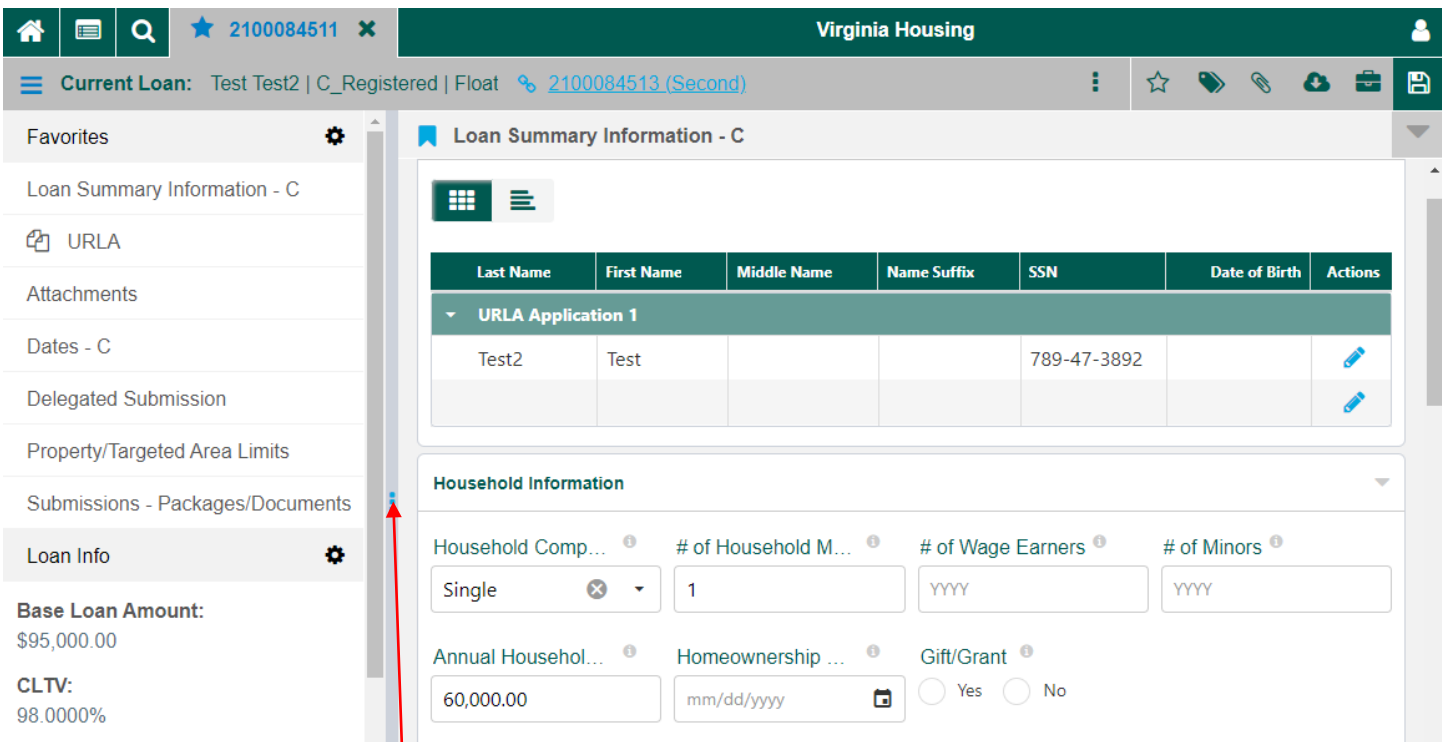 2100084511
Virginia Housing
Current Loan: Test Test2 | C_Registered | Float 2100084513 (Second)
Favorites
Loan Summary Information - C
URLA
Attachments
Dates - C
Delegated Submission
Property/Targeted Area Limits
Submissions - Packages/Documents
Loan Info
Base Loan Amount:
$95,000.00
CLTV:
98.0000%
Loan Summary Information - C
Last Name First Name Middle Name Name Suffix SSN Date of Birth Actions
URLA Application 1
Test2 Test 789-47-3892
Household Information
Household Comp... # of Household M... # of Wage Earners # of Minors
Single 1 YYYY YYYY
Annual Househol... Homeownership ... Gift/Grant
60,000.00 mm/dd/yyyy Yes No